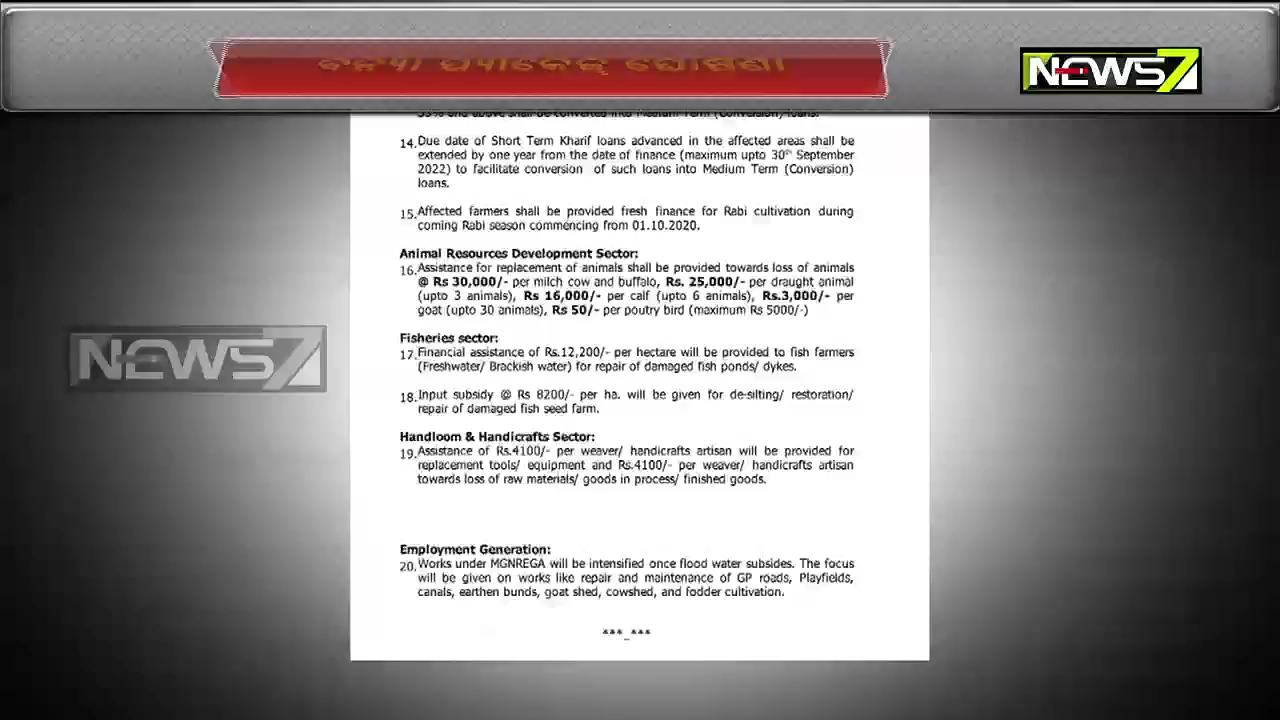 ବନ୍ୟା ପ୍ୟାକେଜ୍ ଘୋଷଣା
NEWS7
14. Due date of Short Term Kharif loans advanced in the affected areas shall be
extended by one year from the date of finance (maximum upto 30th September
2022) to facilitate conversion of such loans into Medium Term (Conversion)
loans.
15. Affected farmers shall be provided fresh finance for Rabi cultivation during
coming Rabi season commencing from 01.10.2020.
Animal Resources Development Sector:
16. Assistance for replacement of animals shall be provided towards loss of animals
@ Rs 30,000/- per milch cow and buffalo, Rs. 25,000/- per draught animal
(upto 3 animals), Rs 16,000/- per calf (upto 6 animals), Rs.3,000/- per
goat (upto 30 animals), Rs 50/- per poutry bird (maximum Rs 5000/-)
Fisheries sector:
17. Financial assistance of Rs.12,200/- per hectare will be provided to fish farmers
(Freshwater/ Brackish water) for repair of damaged fish ponds/ dykes.
NEWS7
18. Input subsidy @ Rs 8200/- per ha. will be given for de-silting/ restoration/
repair of damaged fish seed farm.
Handloom & Handicrafts Sector:
19. Assistance of Rs.4100/- per weaver/ handicrafts artisan will be provided for
replacement tools/ equipment and Rs.4100/- per weaver/ handicrafts artisan
towards loss of raw materials/ goods in process/ finished goods.
Employment Generation:
20. Works under MGNREGA will be intensified once flood water subsides. The focus
will be given on works like repair and maintenance of GP roads, Playfields,
canals, earthen bunds, goat shed, cowshed, and fodder cultivation.
***_***